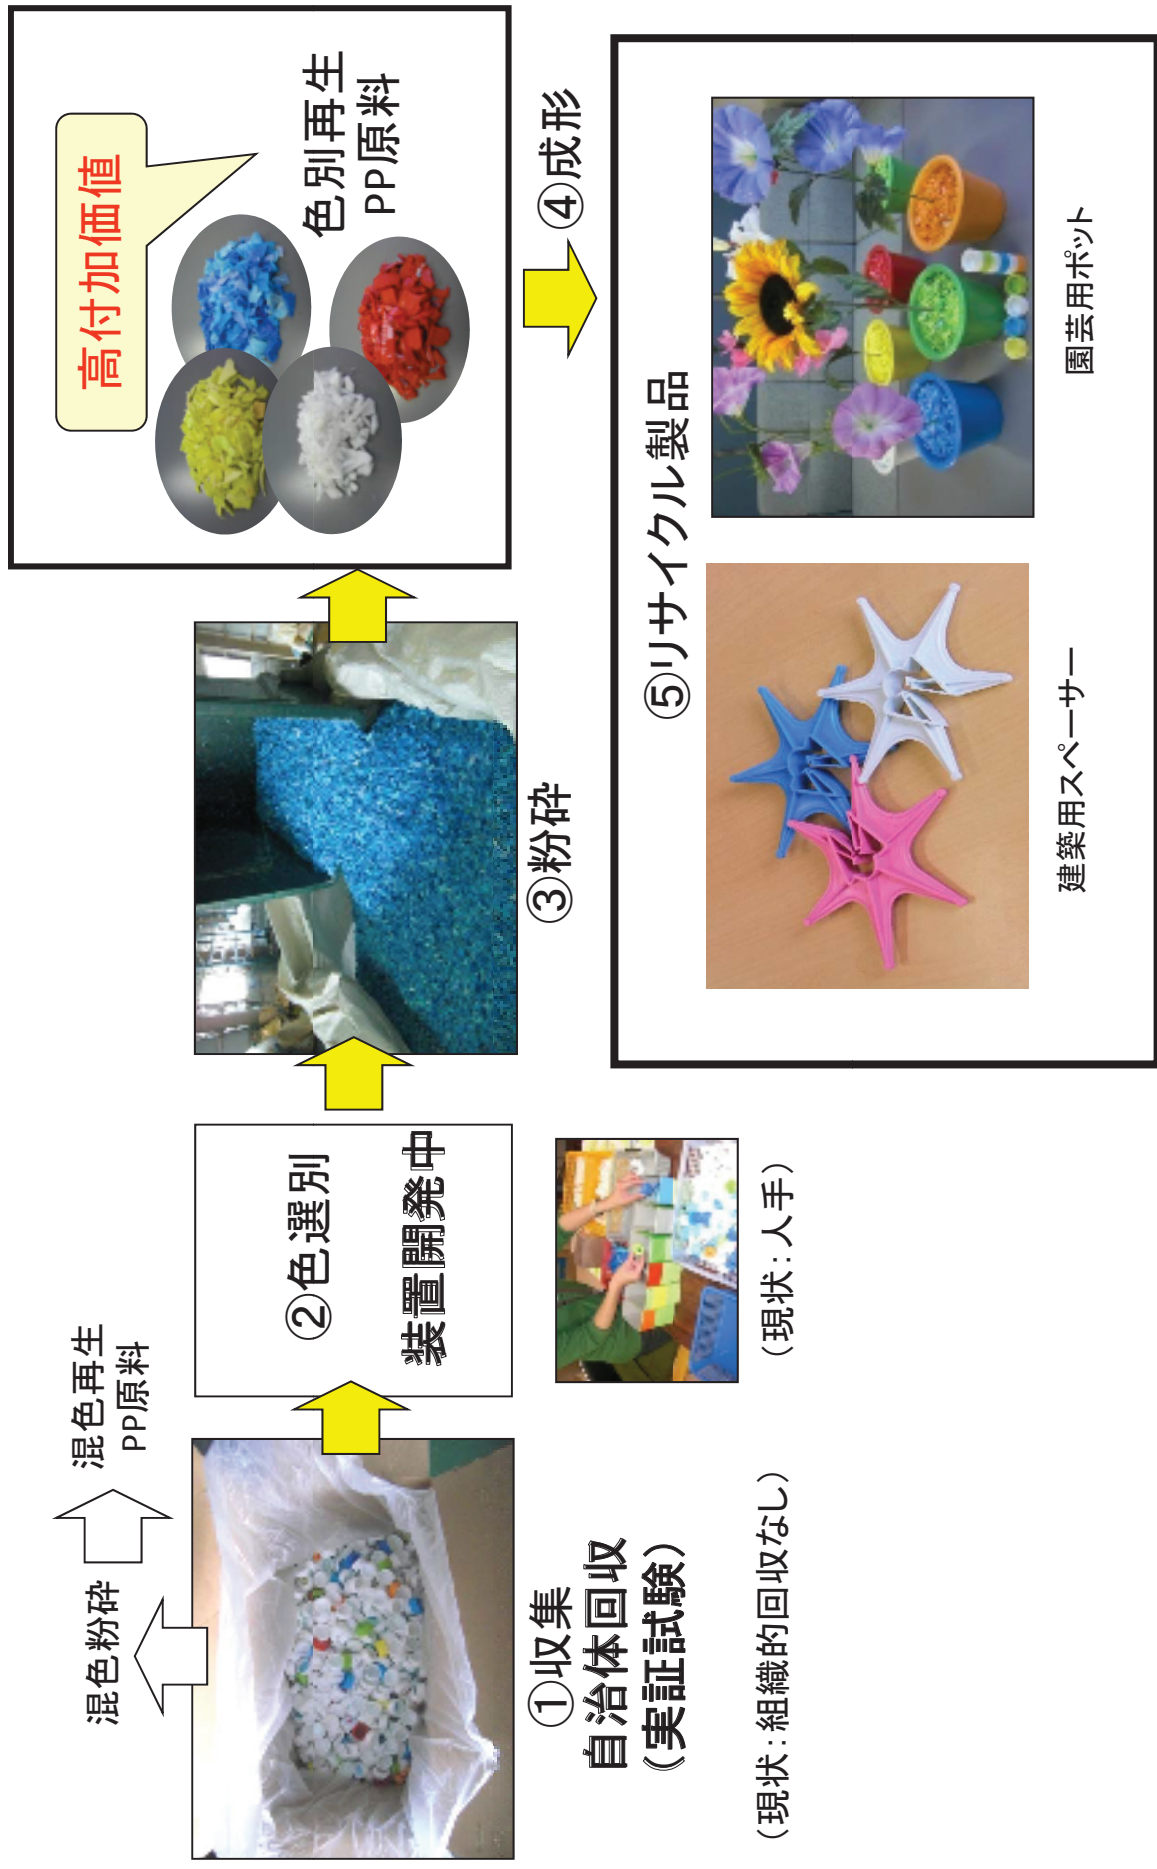 混色粉砕
混色再生
PP原料
①収集
自治体回収
（実証試験）
（現状：組織的回収なし）
②色選別
装置開発中
（現状：人手）
③粉砕
高付加価値
色別再生
PP原料
④成形
⑤リサイクル製品
建築用スペーサー
園芸用ポット